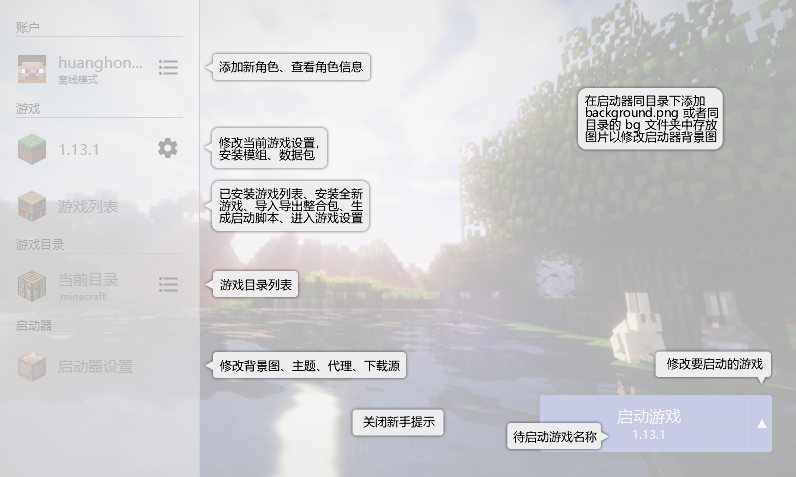 账户
huanghon...
离线模式
添加新角色、查看角色信息
在启动器同目录下添加
background.png 或者同
目录的 bg 文件夹中存放
图片以修改启动器背景图
游戏
1.13.1
修改当前游戏设置,
安装模组、数据包
游戏列表
已安装游戏列表、安装全新
游戏、导入导出整合包、生
成启动脚本、进入游戏设置
游戏目录
当前目录
.minecraft
游戏目录列表
启动器
启动器设置
修改背景图、主题、代理、下载源
修改要启动的游戏
关闭新手提示
启动游戏
1.13.1
待启动游戏名称